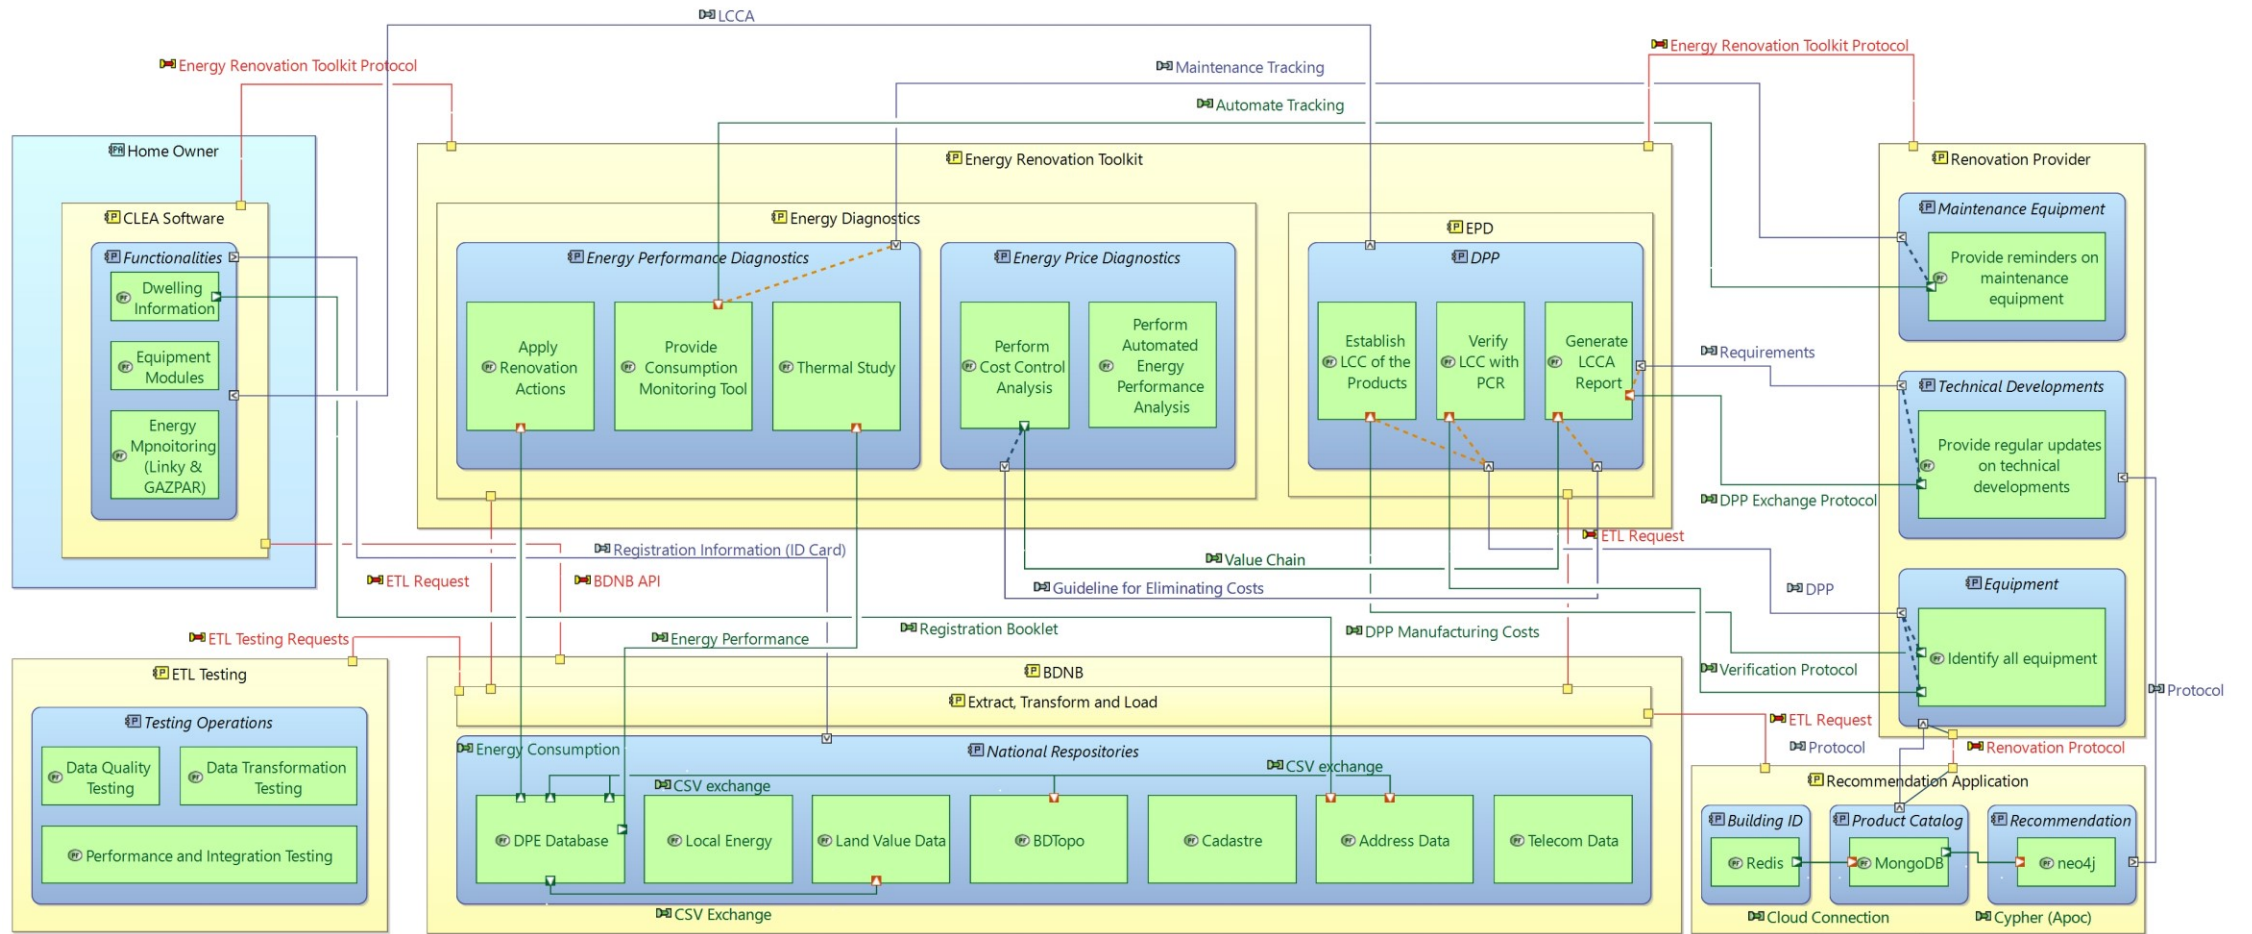 LCCA
Energy Renovation Toolkit Protocol
Energy Renovation Toolkit Protocol
Maintenance Tracking
Automate Tracking
Home Owner
CLEA Software
Functionalities
Dwelling
Information
Equipment
Modules
Energy
Mpnoitoring
(Linky &
GAZPAR)
Energy Renovation Toolkit
Energy Diagnostics
Energy Performance Diagnostics
Apply
Renovation
Actions
Provide
Consumption
Monitoring Tool
Thermal Study
Energy Price Diagnostics
Perform
Cost Control
Analysis
Perform
Automated
Energy
Performance
Analysis
EPD
DPP
Establish
LCC of the
Products
Verify
LCC with
PCR
Generate
LCCA
Report
Renovation Provider
Maintenance Equipment
Provide reminders on
maintenance
equipment
Requirements
Technical Developments
Provide regular updates
on technical
developments
DPP Exchange Protocol
ETL Request
Registration Information (ID Card)
Value Chain
ETL Request
BDNB API
Guideline for Eliminating Costs
DPP
Equipment
Identify all equipment
ETL Testing Requests
Energy Performance
Registration Booklet
DPP Manufacturing Costs
Verification Protocol
Protocol
ETL Testing
Testing Operations
Data Quality
Testing
Data Transformation
Testing
Performance and Integration Testing
BDNB
Extract, Transform and Load
ETL Request
Protocol
Renovation Protocol
Energy Consumption
National Respositories
CSV exchange
CSV exchange
DPE Database
Local Energy
Land Value Data
BDTopo
Cadastre
Address Data
Telecom Data
CSV Exchange
Recommendation Application
Building ID
Redis
Product Catalog
MongoDB
Recommendation
neo4j
Cloud Connection
Cypher (Apoc)